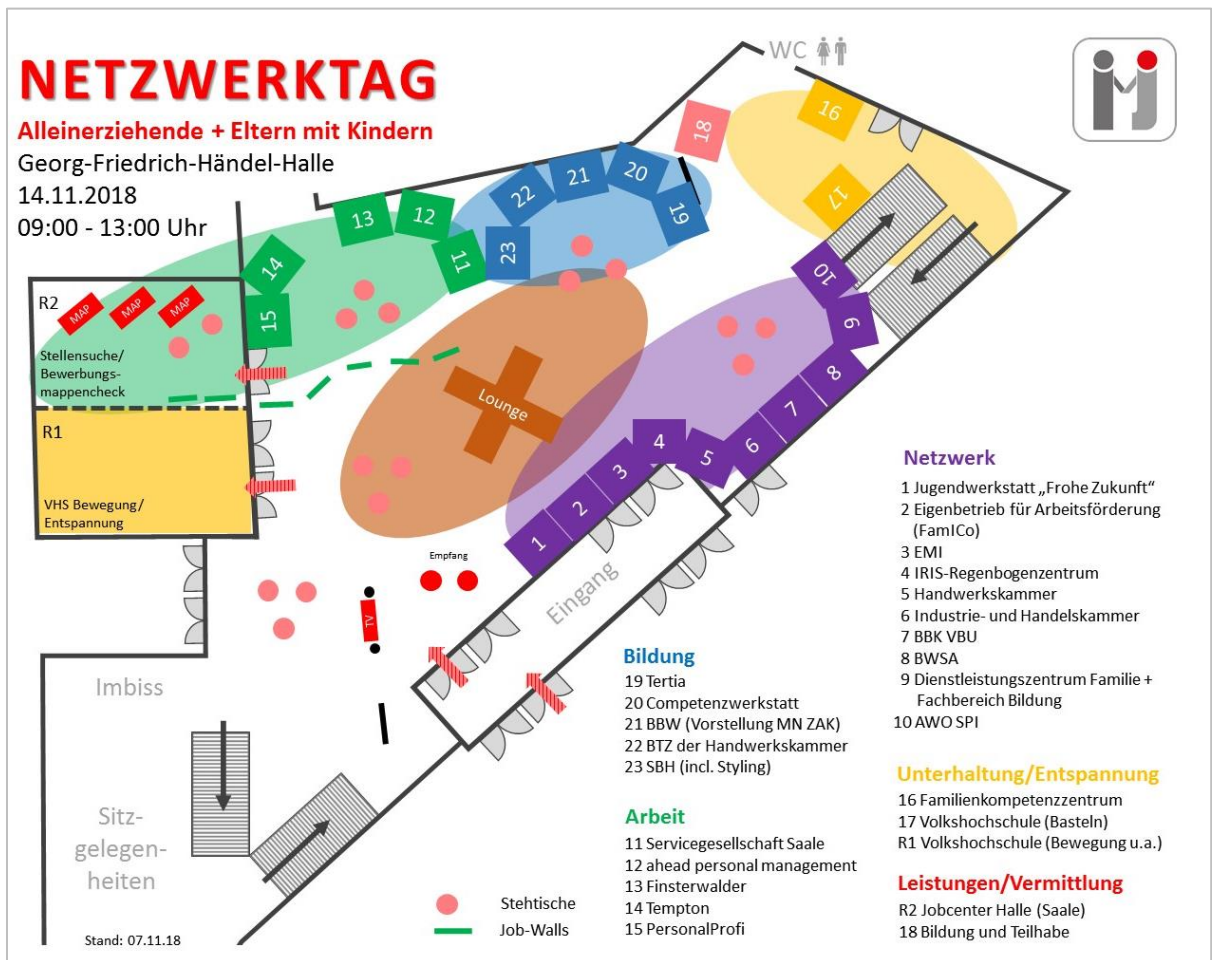 NETZWERKTAG
Alleinerziehende + Eltern mit Kindern
Georg-Friedrich-Händel-Halle
14.11.2018
09:00 - 13:00 Uhr
WC
16
18
17
20
21
22
19
23
12
13
11
14
15
10
9
8
7
6
5
4
3
2
1
R2
MAP
MAP
MAP
Stellensuche/
Bewerbungs-
mappencheck
R1
VHS Bewegung/
Entspannung
Lounge
Empfang
TV
Eingang
Imbiss
Sitz-
gelegen-
heiten
Stand: 07.11.18
Stehtische
Job-Walls
Bildung
19 Tertia
20 Competenzwerkstatt
21 BBW (Vorstellung MN ZAK)
22 BTZ der Handwerkskammer
23 SBH (incl. Styling)
Arbeit
11 Servicegesellschaft Saale
12 ahead personal management
13 Finsterwalder
14 Tempton
15 PersonalProfi
Netzwerk
1 Jugendwerkstatt „Frohe Zukunft“
2 Eigenbetrieb für Arbeitsförderung
(FamICo)
3 EMI
4 IRIS-Regenbogenzentrum
5 Handwerkskammer
6 Industrie- und Handelskammer
7 BBK VBU
8 BWSA
9 Dienstleistungszentrum Familie +
Fachbereich Bildung
10 AWO SPI
Unterhaltung/Entspannung
16 Familienkompetenzzentrum
17 Volkshochschule (Basteln)
R1 Volkshochschule (Bewegung u.a.)
Leistungen/Vermittlung
R2 Jobcenter Halle (Saale)
18 Bildung und Teilhabe